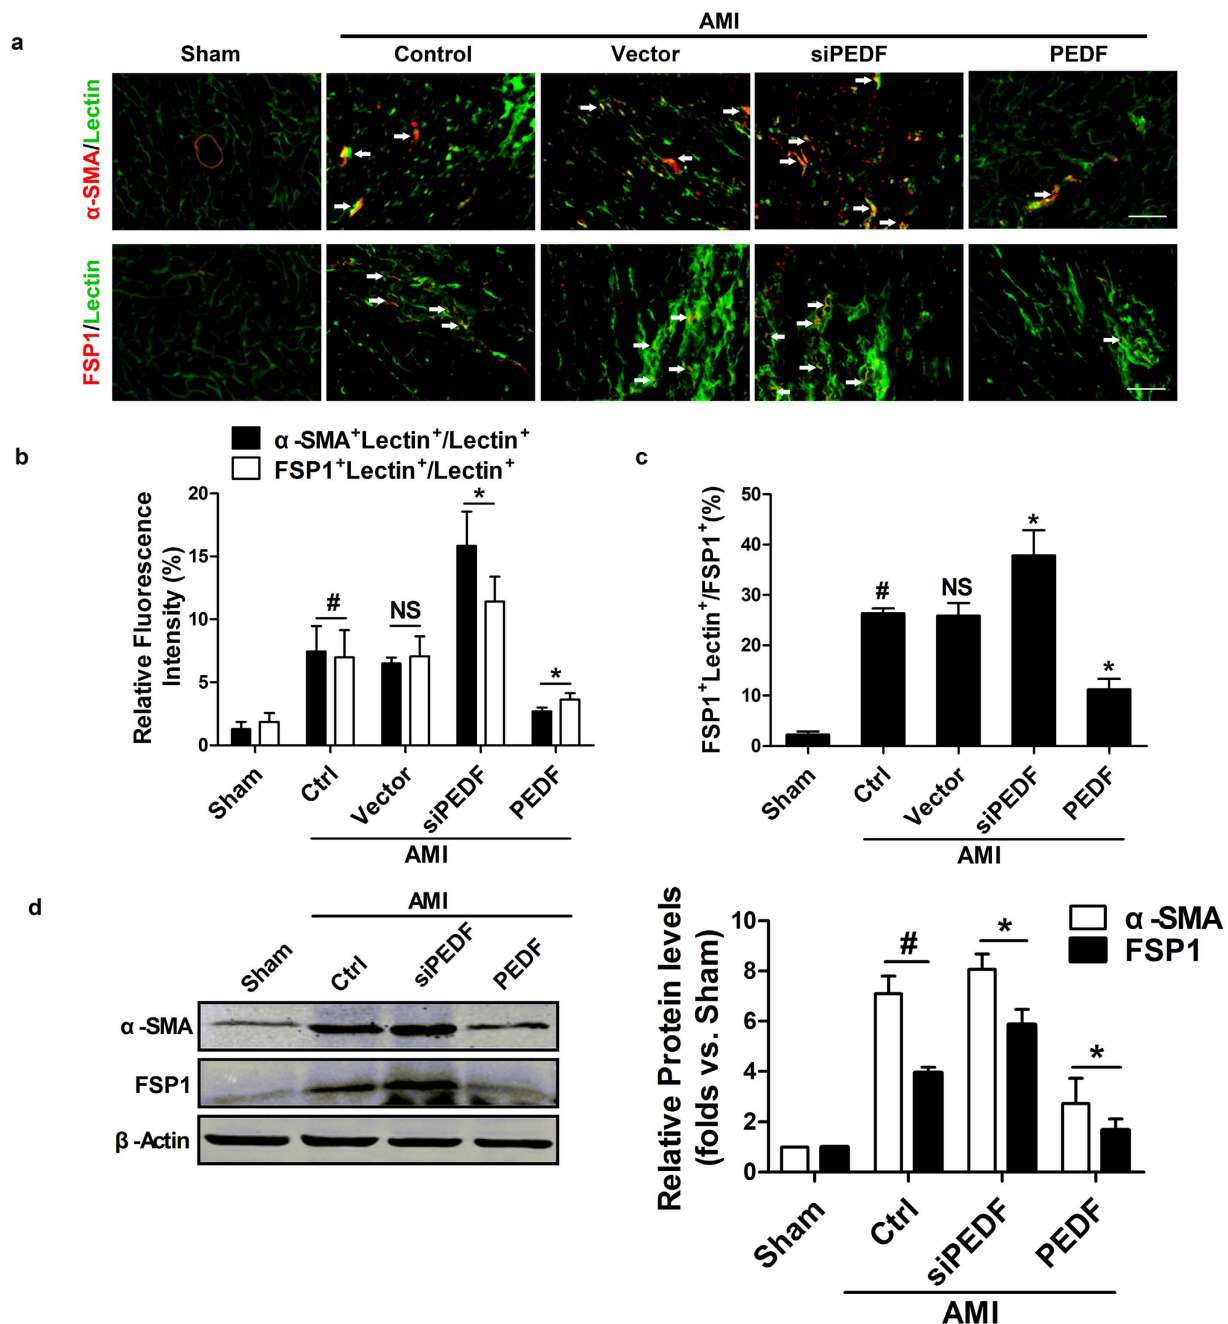 a
AMI
Sham Control Vector siPEDF PEDF
α-SMA/Lectin
FSP1/Lectin
b
α-SMA⁺Lectin⁺/Lectin⁺
FSP1⁺Lectin⁺/Lectin⁺
Relative Fluorescence
Intensity (%)
20
15
10
5
0
# NS * *
Sham Ctrl Vector siPEDF PEDF
AMI
c
FSP1⁺Lectin⁺/FSP1⁺(%)
50
40
30
20
10
0
# NS * *
Sham Ctrl Vector siPEDF PEDF
AMI
d
AMI
Sham Ctrl siPEDF PEDF
α-SMA
FSP1
β-Actin
α-SMA
FSP1
Relative Protein levels
(folds vs. Sham)
10
8
6
4
2
0
# * *
Sham Ctrl siPEDF PEDF
AMI